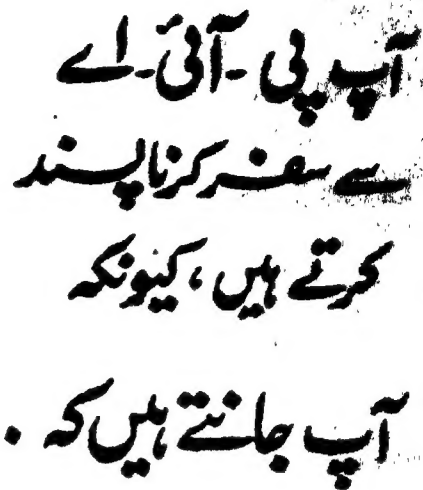 آپ پی-آئی-اے
سے سفر کرنا پسند
کرتے ہیں، کیونکہ
آپ جانتے ہیں کہ .